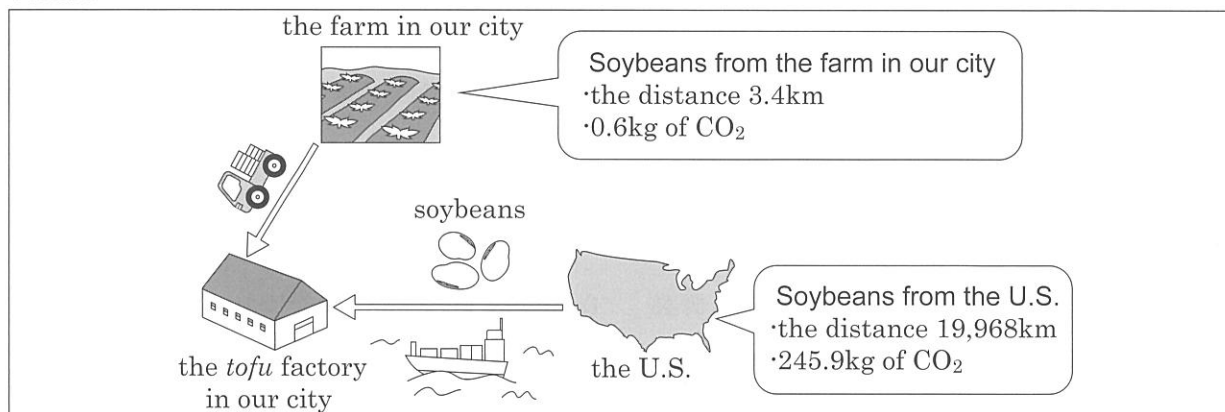 the farm in our city
Soybeans from the farm in our city
·the distance 3.4km
·0.6kg of CO₂
soybeans
Soybeans from the U.S.
·the distance 19,968km
·245.9kg of CO₂
the tofu factory
in our city
the U.S.